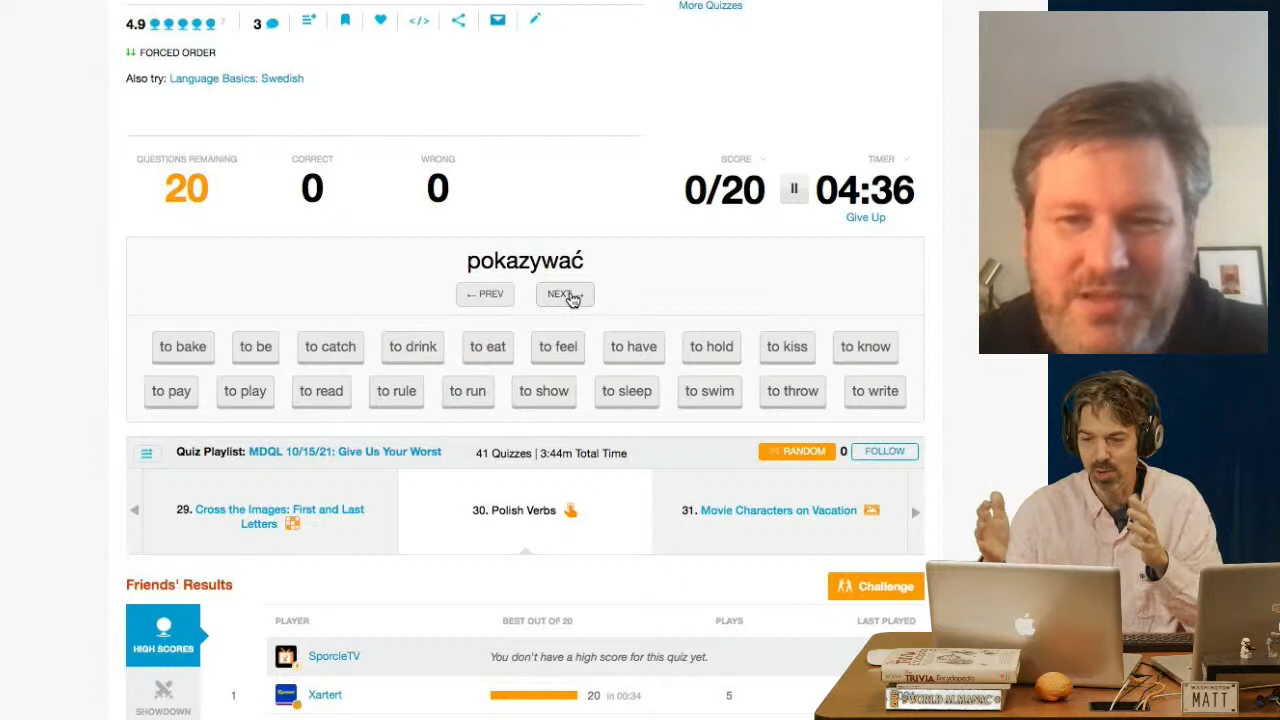 More Quizzes
4.9 7 3 </>
FORCED ORDER
Also try: Language Basics: Swedish
QUESTIONS REMAINING CORRECT WRONG SCORE TIMER
20 0 0 0/20 04:36
Give Up
pokazywać
← PREV NEXT
to bake to be to catch to drink to eat to feel to have to hold to kiss to know
to pay to play to read to rule to run to show to sleep to swim to throw to write
Quiz Playlist: MDQL 10/15/21: Give Us Your Worst 41 Quizzes | 3:44m Total Time RANDOM 0 FOLLOW
29. Cross the Images: First and Last Letters
30. Polish Verbs
31. Movie Characters on Vacation
Friends' Results Challenge
HIGH SCORES
PLAYER BEST OUT OF 20 PLAYS LAST PLAYED
SporcleTV You don't have a high score for this quiz yet.
1 Xartert 20 in 00:34 5
SHOWDOWN
TRIVIA Encyclopedia
WORLD ALMANAC
WASHINGTON
MATT